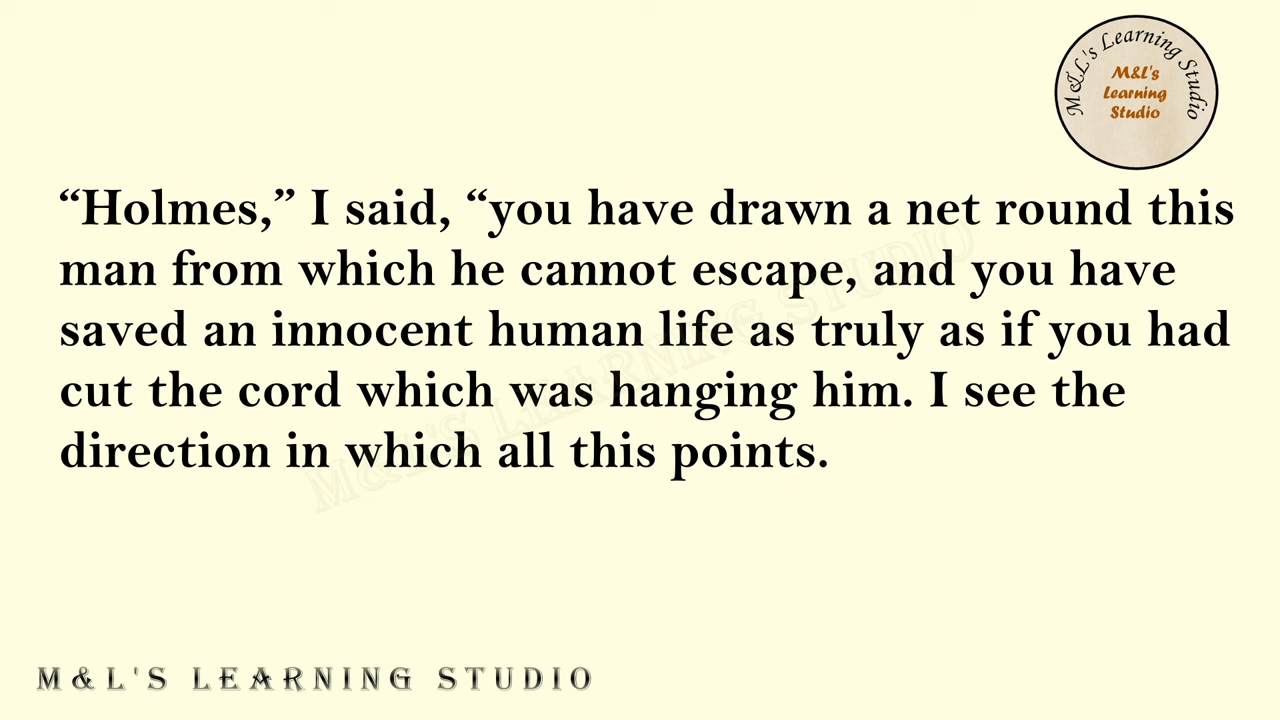 M&L's Learning Studio
M&L's
Learning
Studio
“Holmes,” I said, “you have drawn a net round this
man from which he cannot escape, and you have
saved an innocent human life as truly as if you had
cut the cord which was hanging him. I see the
direction in which all this points.
M&L'S LEARNING STUDIO
M&L'S LEARNING STUDIO